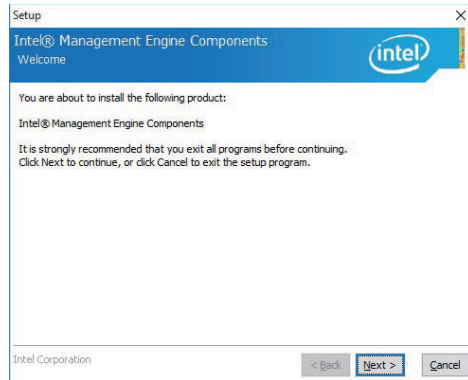 Setup
Intel® Management Engine Components
Welcome
intel
You are about to install the following product:
Intel® Management Engine Components
It is strongly recommended that you exit all programs before continuing.
Click Next to continue, or click Cancel to exit the setup program.
Intel Corporation
< Back Next > Cancel